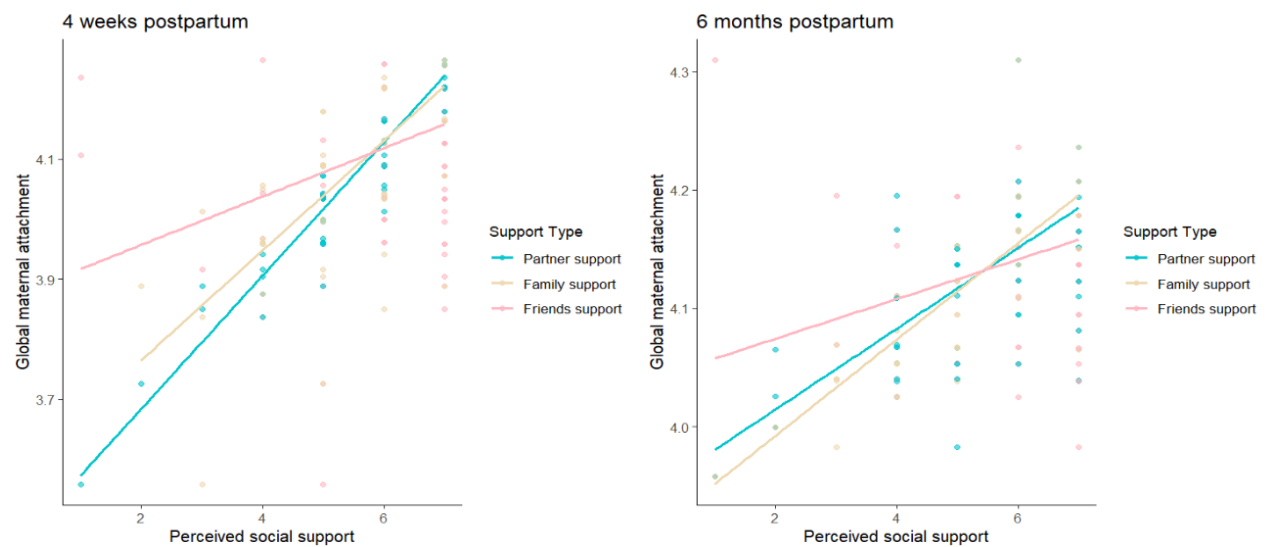 4 weeks postpartum
Global maternal attachment
4.1
3.9
3.7
2
4
6
Perceived social support
Support Type
Partner support
Family support
Friends support
6 months postpartum
Global maternal attachment
4.3
4.2
4.1
4.0
2
4
6
Perceived social support
Support Type
Partner support
Family support
Friends support